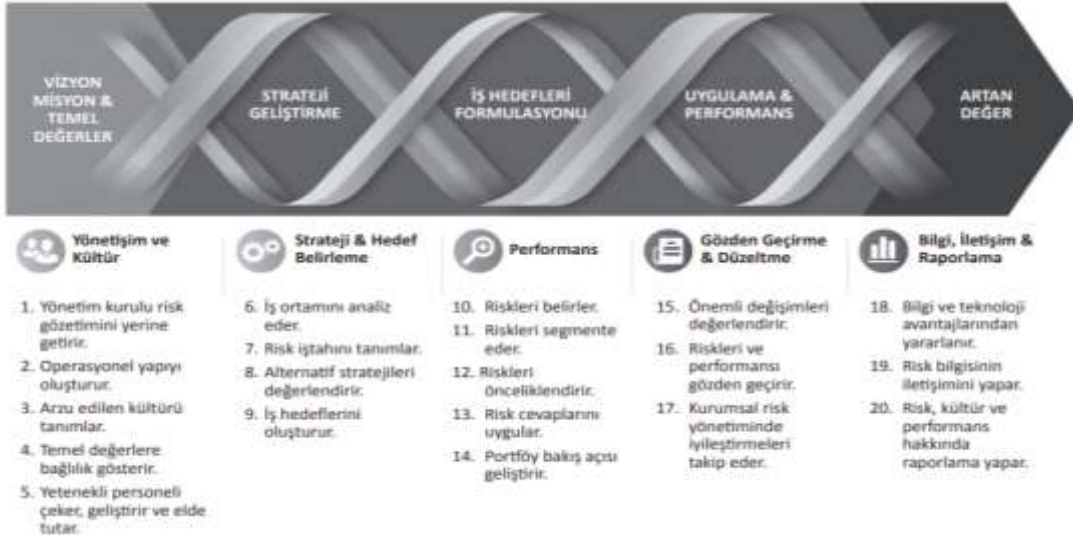 VİZYON
MİSYON &
TEMEL
DEĞERLER
STRATEJİ
GELİŞTİRME
İŞ HEDEFLERİ
FORMULASYONU
UYGULAMA &
PERFORMANS
ARTAN
DEĞER
Yönetişim ve
Kültür
1. Yönetim kurulu risk
gözetimini yerine
getirir.
2. Operasyonel yapıyı
oluşturur.
3. Arzu edilen kültürü
tanımlar.
4. Temel değerlere
bağlılık gösterir.
5. Yetenekli personeli
çeker, geliştirir ve elde
tutar.
Strateji & Hedef
Belirleme
6. İş ortamını analiz
eder.
7. Risk iştahını tanımlar.
8. Alternatif stratejileri
değerlendirir.
9. İş hedeflerini
oluşturur.
Performans
10. Riskleri belirler.
11. Riskleri segmente
eder.
12. Riskleri
önceliklendirir.
13. Risk cevaplarını
uygular.
14. Portföy bakış açısı
geliştirir.
Gözden Geçirme
& Düzeltme
15. Önemli değişimleri
değerlendirir.
16. Riskleri ve
performansı
gözden geçirir.
17. Kurumsal risk
yönetiminde
iyileştirmeleri
takip eder.
Bilgi, İletişim &
Raporlama
18. Bilgi ve teknoloji
avantajlarından
yararlanır.
19. Risk bilgisinin
iletişimini yapar.
20. Risk, kültür ve
performans
hakkında
raporlama yapar.